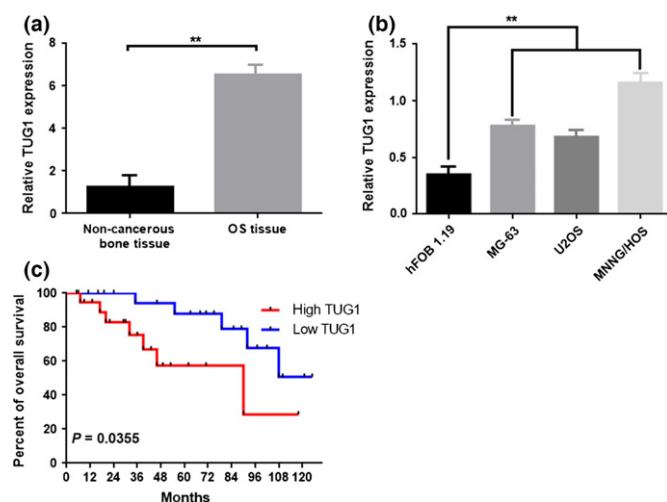 (a)
**
Relative TUG1 expression
8
6
4
2
0
Non-cancerous
bone tissue
OS tissue
(b)
**
Relative TUG1 expression
1.5
1.0
0.5
0.0
hFOB 1.19
MG-63
U2OS
MNNG/HOS
(c)
Percent of overall survival
100
80
60
40
20
0
High TUG1
Low TUG1
P = 0.0355
0 12 24 36 48 60 72 84 96 108 120
Months